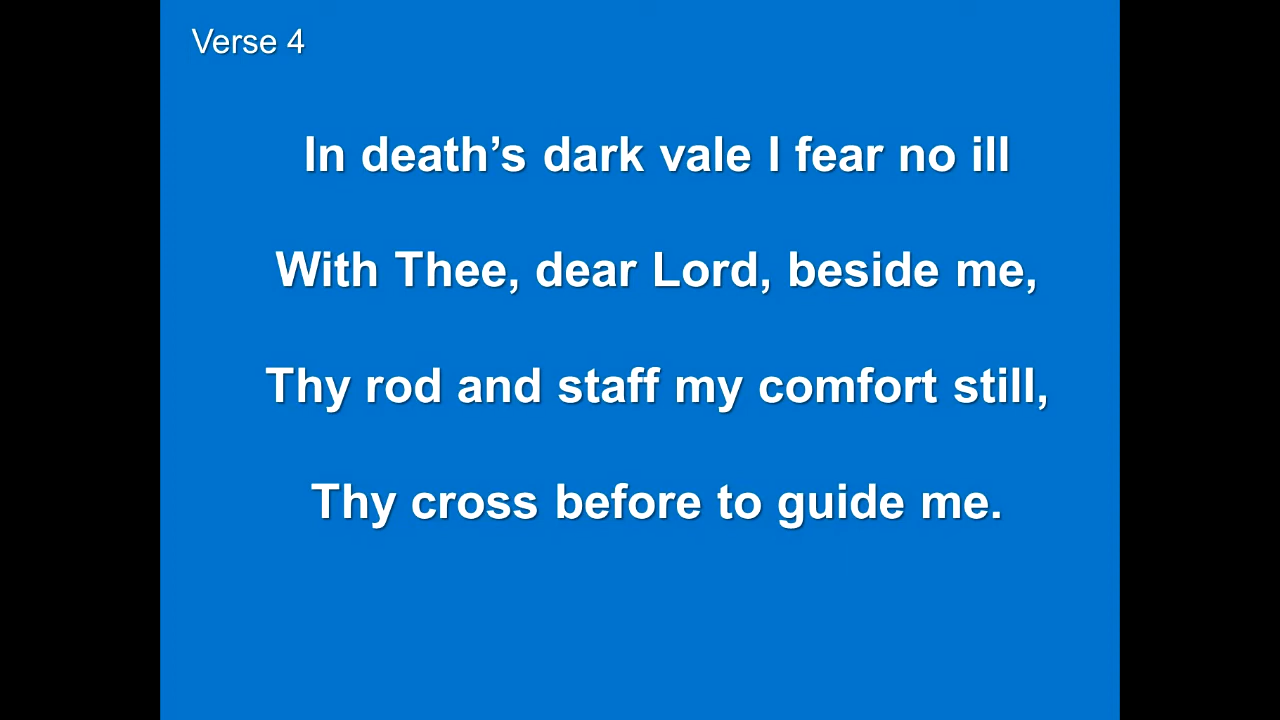 Verse 4
In death’s dark vale I fear no ill
With Thee, dear Lord, beside me,
Thy rod and staff my comfort still,
Thy cross before to guide me.